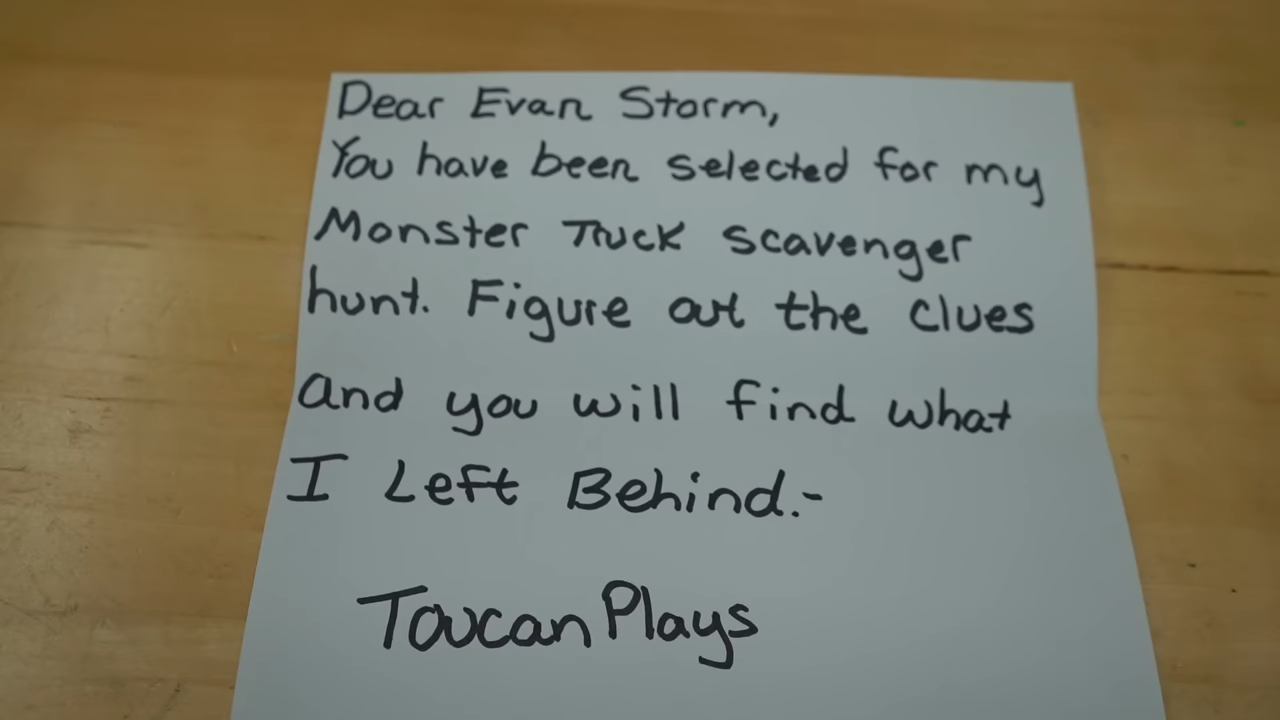 Dear Evan Storm,
You have been selected for my
Monster Truck scavenger
hunt. Figure out the clues
and you will find what
I Left Behind.-
ToucanPlays